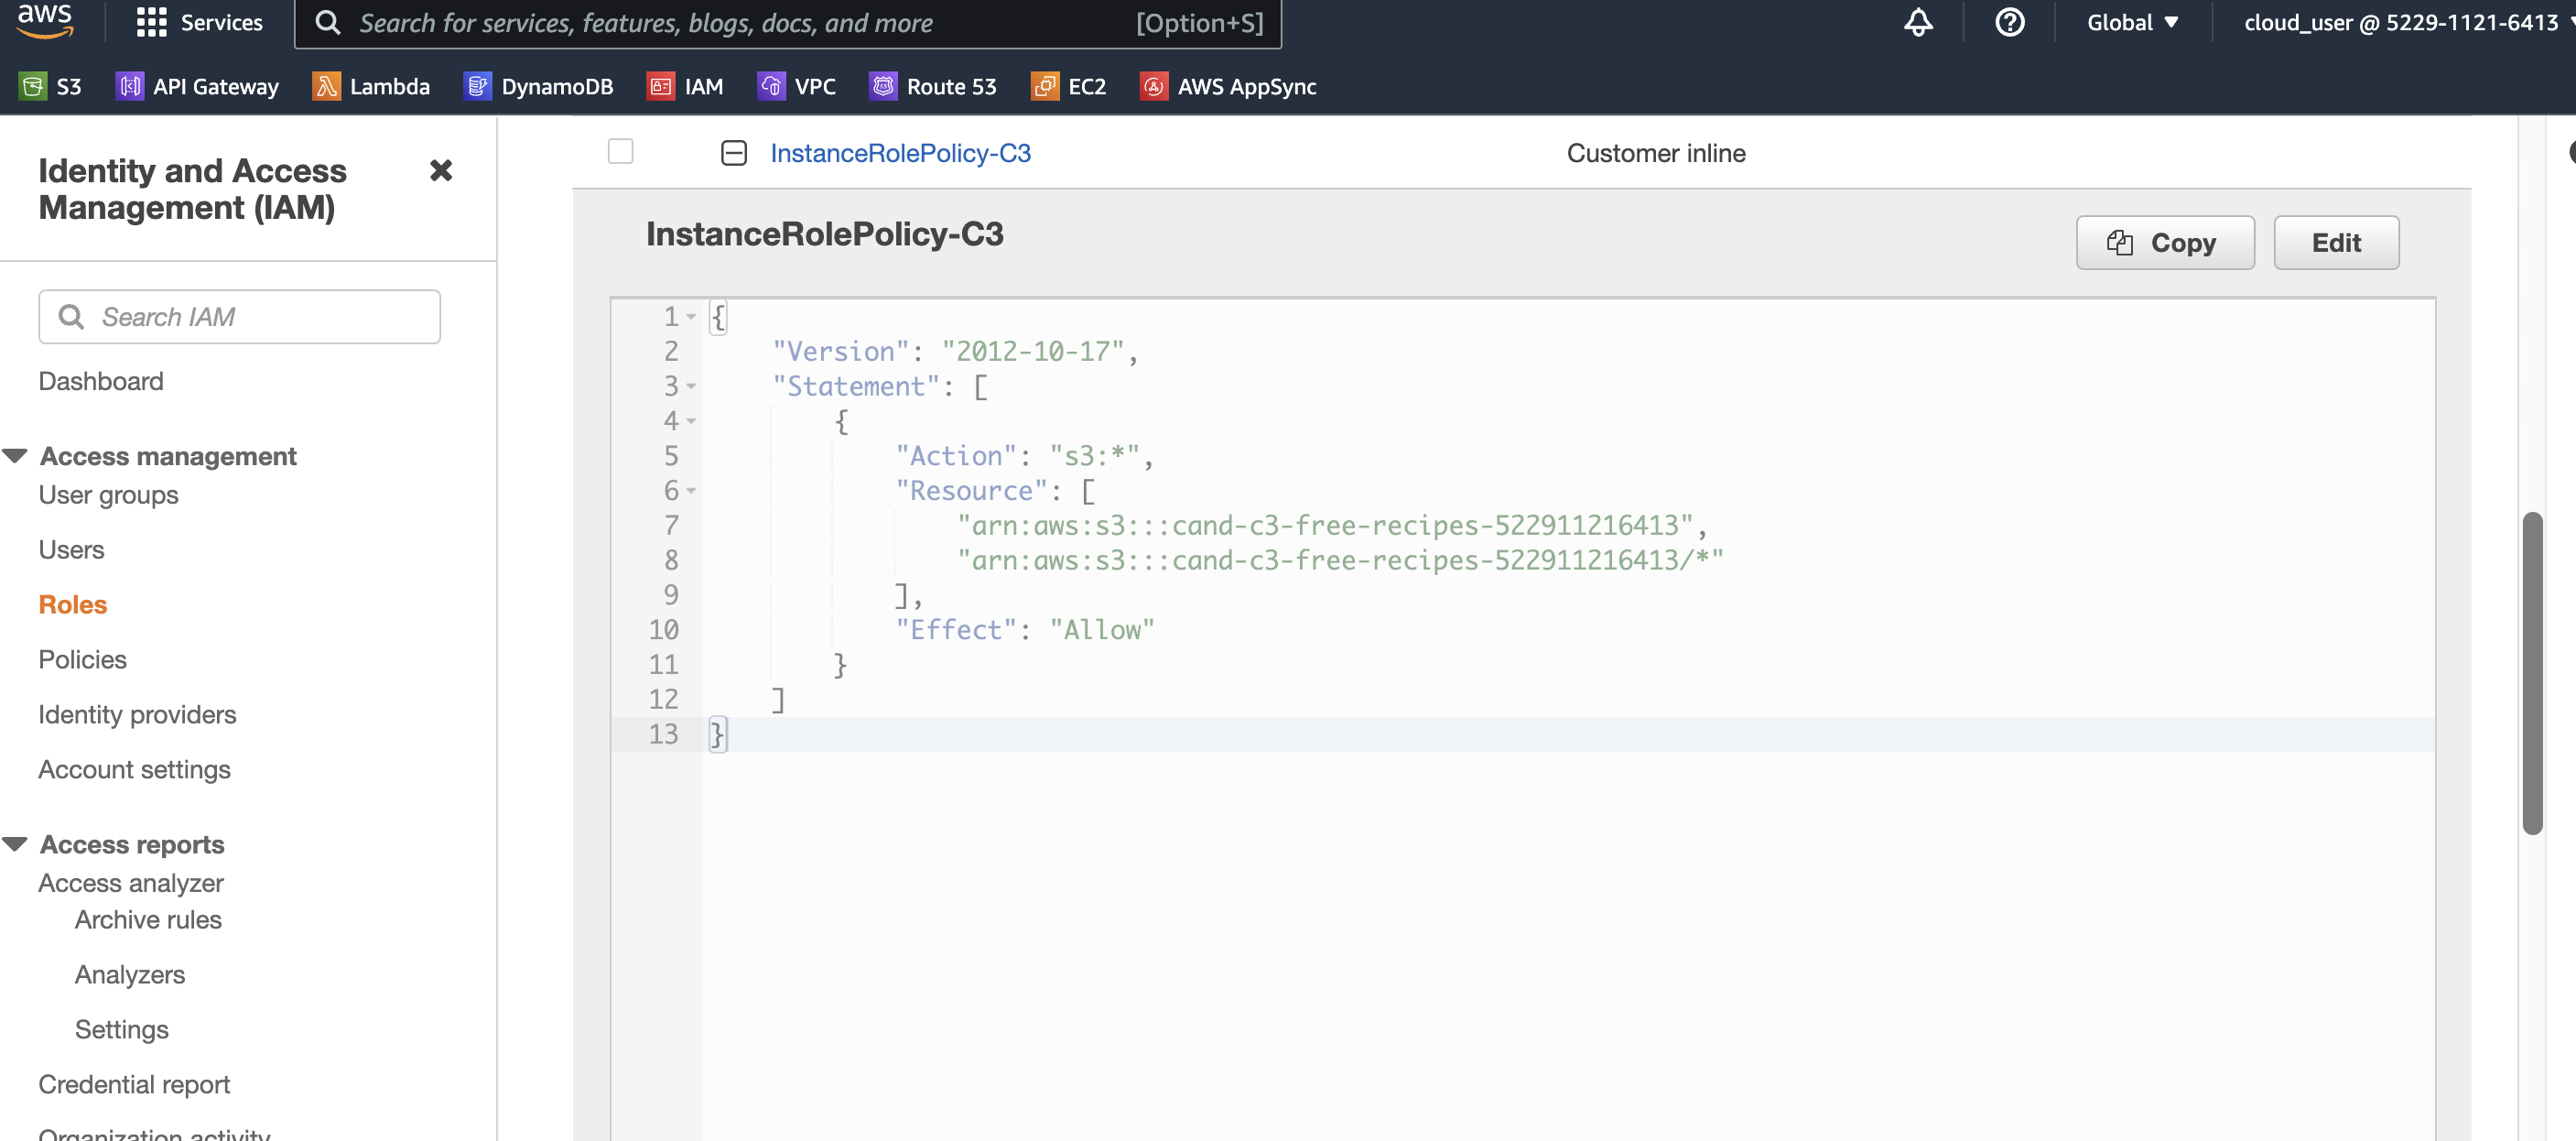 aws
Services
Search for services, features, blogs, docs, and more
[Option+S]
Global
cloud_user @ 5229-1121-6413
S3
API Gateway
Lambda
DynamoDB
IAM
VPC
Route 53
EC2
AWS AppSync
Identity and Access
Management (IAM)
Search IAM
Dashboard
Access management
User groups
Users
Roles
Policies
Identity providers
Account settings
Access reports
Access analyzer
Archive rules
Analyzers
Settings
Credential report
Organization activity
InstanceRolePolicy-C3
Customer inline
InstanceRolePolicy-C3
Copy
Edit
1 {
2 "Version": "2012-10-17",
3 "Statement": [
4 {
5 "Action": "s3:*",
6 "Resource": [
7 "arn:aws:s3:::cand-c3-free-recipes-522911216413",
8 "arn:aws:s3:::cand-c3-free-recipes-522911216413/*"
9 ],
10 "Effect": "Allow"
11 }
12 ]
13 }